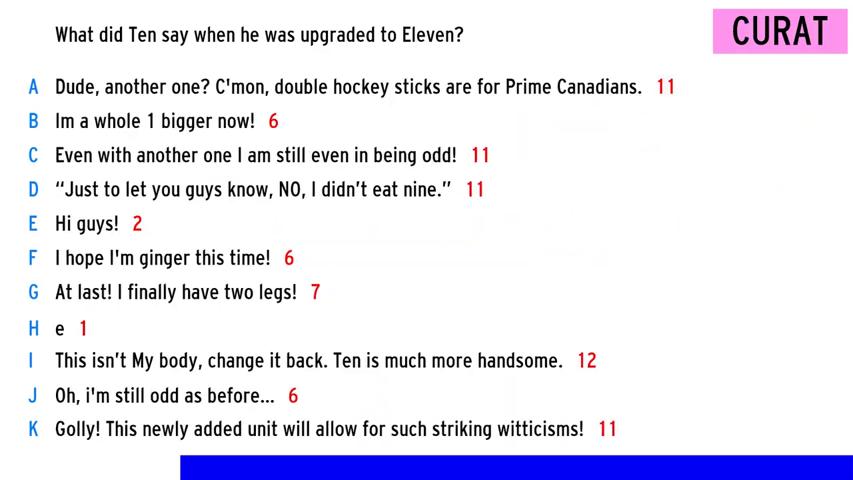 What did Ten say when he was upgraded to Eleven?
CURAT
A Dude, another one? C'mon, double hockey sticks are for Prime Canadians. 11
B Im a whole 1 bigger now! 6
C Even with another one I am still even in being odd! 11
D “Just to let you guys know, NO, I didn’t eat nine.” 11
E Hi guys! 2
F I hope I'm ginger this time! 6
G At last! I finally have two legs! 7
H e 1
I This isn’t My body, change it back. Ten is much more handsome. 12
J Oh, i'm still odd as before... 6
K Golly! This newly added unit will allow for such striking witticisms! 11